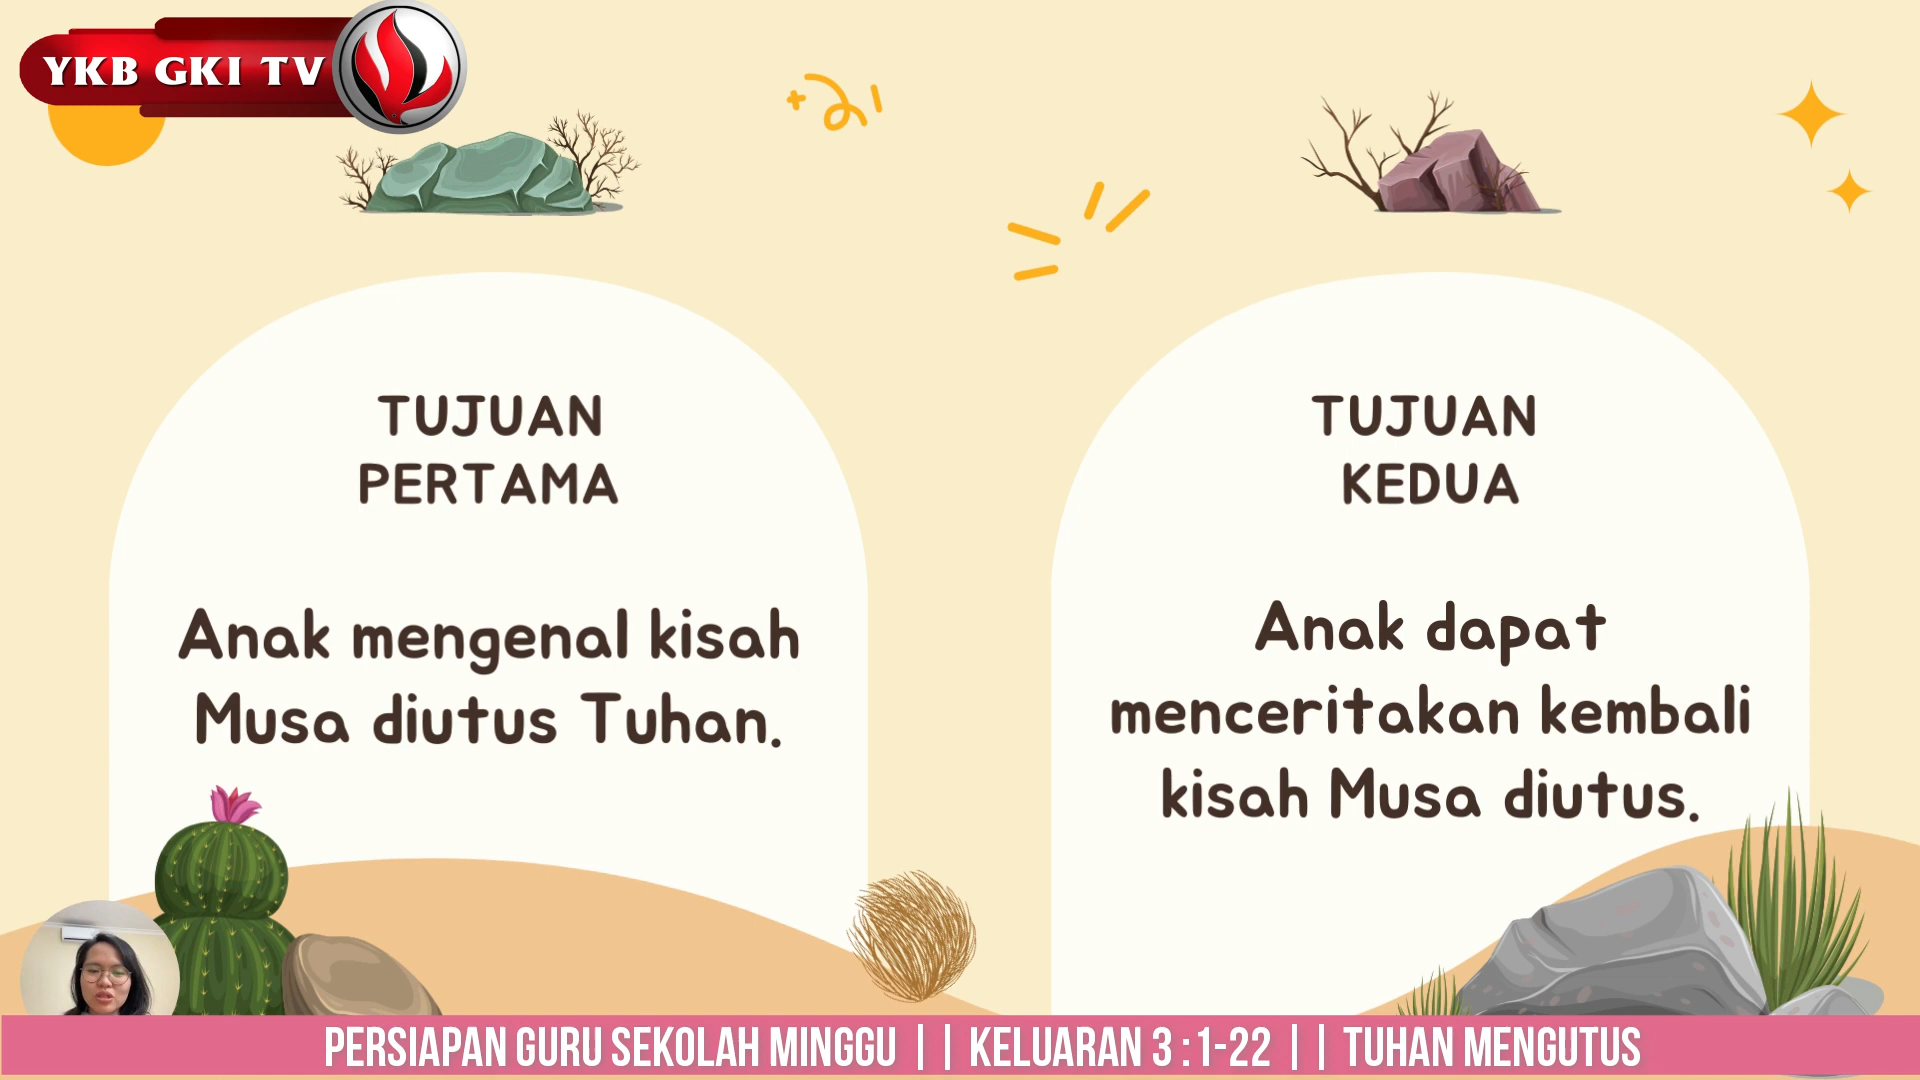 YKB GKI TV
TUJUAN
PERTAMA
Anak mengenal kisah
Musa diutus Tuhan.
TUJUAN
KEDUA
Anak dapat
menceritakan kembali
kisah Musa diutus.
PERSIAPAN GURU SEKOLAH MINGGU || KELUARAN 3 :1-22 || TUHAN MENGUTUS